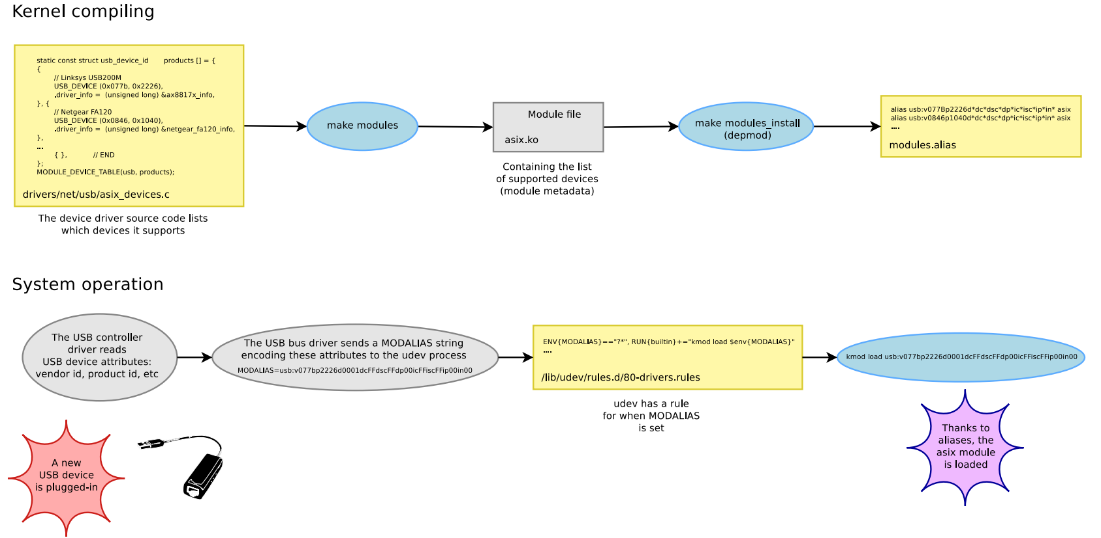 Kernel compiling
static const struct usb_device_id products [] = {
{
// Linksys USB200M
USB_DEVICE (0x077b, 0x2226),
.driver_info = (unsigned long) &ax8817x_info,
}, {
// Netgear FA120
USB_DEVICE (0x0846, 0x1040),
.driver_info = (unsigned long) &netgear_fa120_info,
},
....
{ }, // END
};
MODULE_DEVICE_TABLE(usb, products);
drivers/net/usb/asix_devices.c
The device driver source code lists
which devices it supports
make modules
Module file
asix.ko
Containing the list
of supported devices
(module metadata)
make modules_install
(depmod)
alias usb:v077Bp2226d*dc*dsc*dp*ic*isc*ip*in* asix
alias usb:v0846p1040d*dc*dsc*dp*ic*isc*ip*in* asix
....
modules.alias
System operation
The USB controller
driver reads
USB device attributes:
vendor id, product id, etc
The USB bus driver sends a MODALIAS string
encoding these attributes to the udev process
MODALIAS=usb:v077bp2226d0001dcFFdscFFdp00icFFiscFFip00in00
ENV{MODALIAS}=="?*", RUN{builtin}+="kmod load $env{MODALIAS}"
....
/lib/udev/rules.d/80-drivers.rules
udev has a rule
for when MODALIAS
is set
kmod load usb:v077bp2226d0001dcFFdscFFdp00icFFiscFFip00in00
A new
USB device
is plugged-in
Thanks to
aliases, the
asix module
is loaded